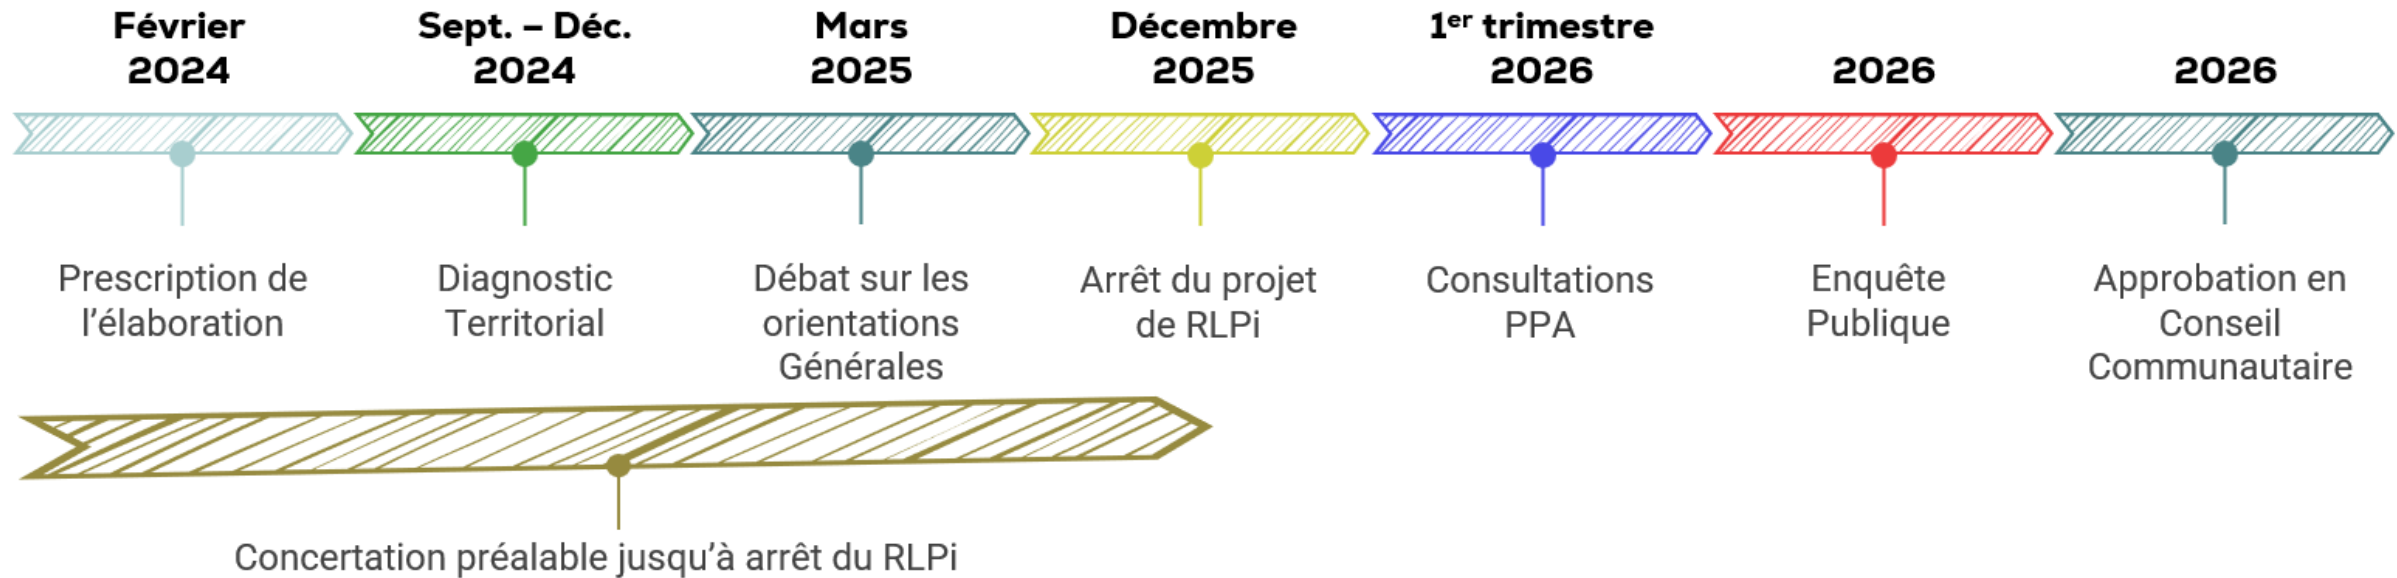 Février
2024
Prescription de
l’élaboration
Sept. – Déc.
2024
Diagnostic
Territorial
Mars
2025
Débat sur les
orientations
Générales
Décembre
2025
Arrêt du projet
de RLPi
1er trimestre
2026
Consultations
PPA
2026
Enquête
Publique
2026
Approbation en
Conseil
Communautaire
Concertation préalable jusqu’à arrêt du RLPi